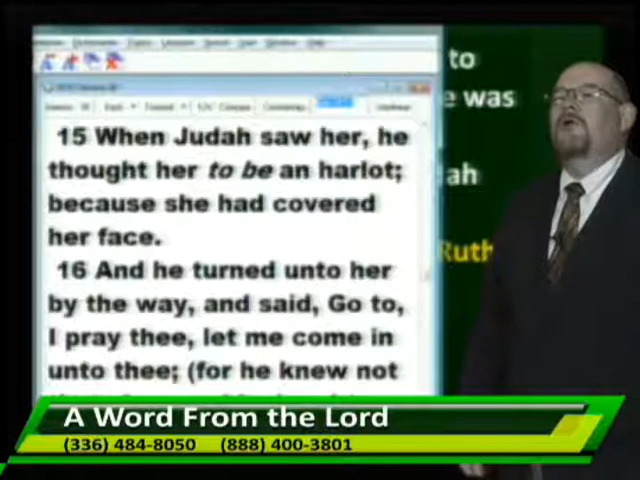 to
e was
ah
Ruth
15 When Judah saw her, he
thought her to be an harlot;
because she had covered
her face.
16 And he turned unto her
by the way, and said, Go to,
I pray thee, let me come in
unto thee; (for he knew not
A Word From the Lord
(336) 484-8050 (888) 400-3801